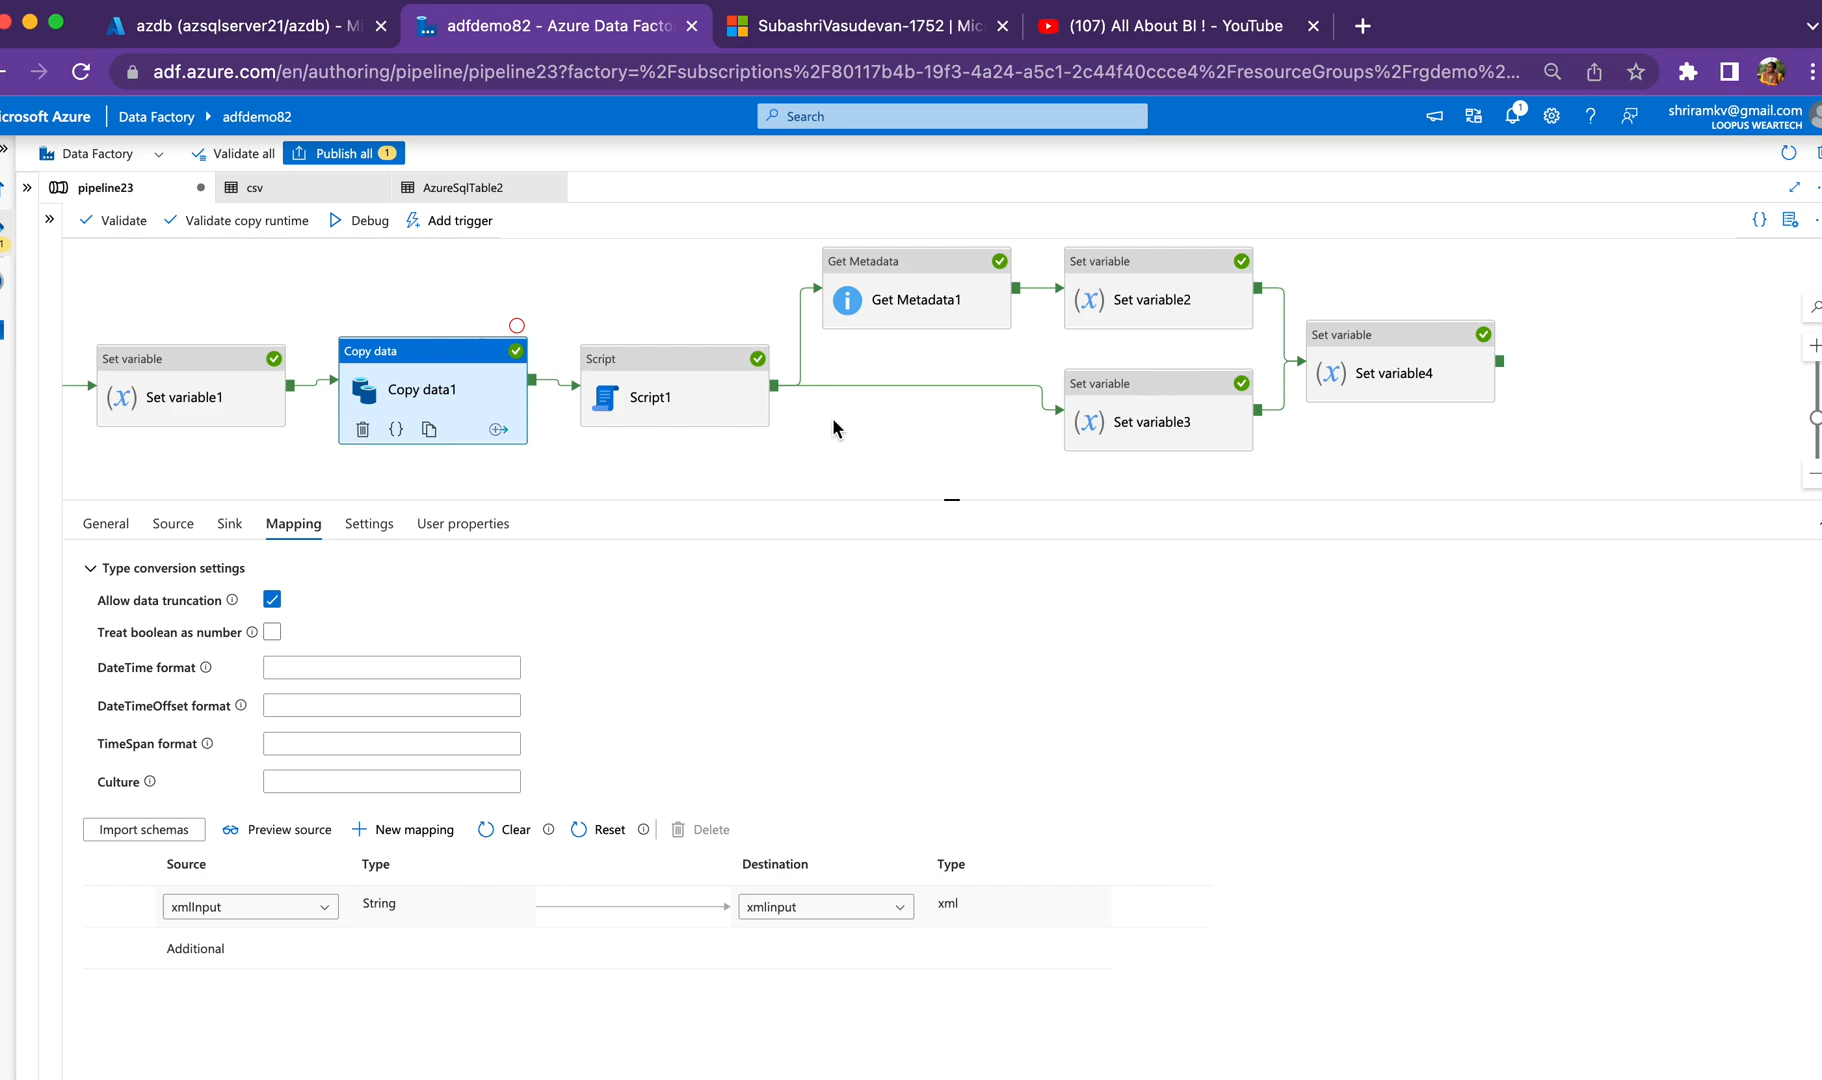 azdb (azsqlserver21/azdb) - Mi
adfdemo82 - Azure Data Facto
SubashriVasudevan-1752 | Mic
(107) All About BI ! - YouTube
adf.azure.com/en/authoring/pipeline/pipeline23?factory=%2Fsubscriptions%2F80117b4b-19f3-4a24-a5c1-2c44f40ccce4%2FresourceGroups%2Frgdemo%2...
icrosoft Azure
Data Factory
adfdemo82
Search
1
shriramkv@gmail.com
LOOPUS WEARTECH
Data Factory
Validate all
Publish all 1
pipeline23
csv
AzureSqlTable2
1
Validate
Validate copy runtime
Debug
Add trigger
Get Metadata
Get Metadata1
Set variable
(x) Set variable2
Set variable
(x) Set variable4
Set variable
(x) Set variable1
Copy data
Copy data1
Script
Script1
Set variable
(x) Set variable3
General
Source
Sink
Mapping
Settings
User properties
Type conversion settings
Allow data truncation
Treat boolean as number
DateTime format
DateTimeOffset format
TimeSpan format
Culture
Import schemas
Preview source
New mapping
Clear
Reset
Delete
Source Type Destination Type
xmlInput String xmlinput xml
Additional